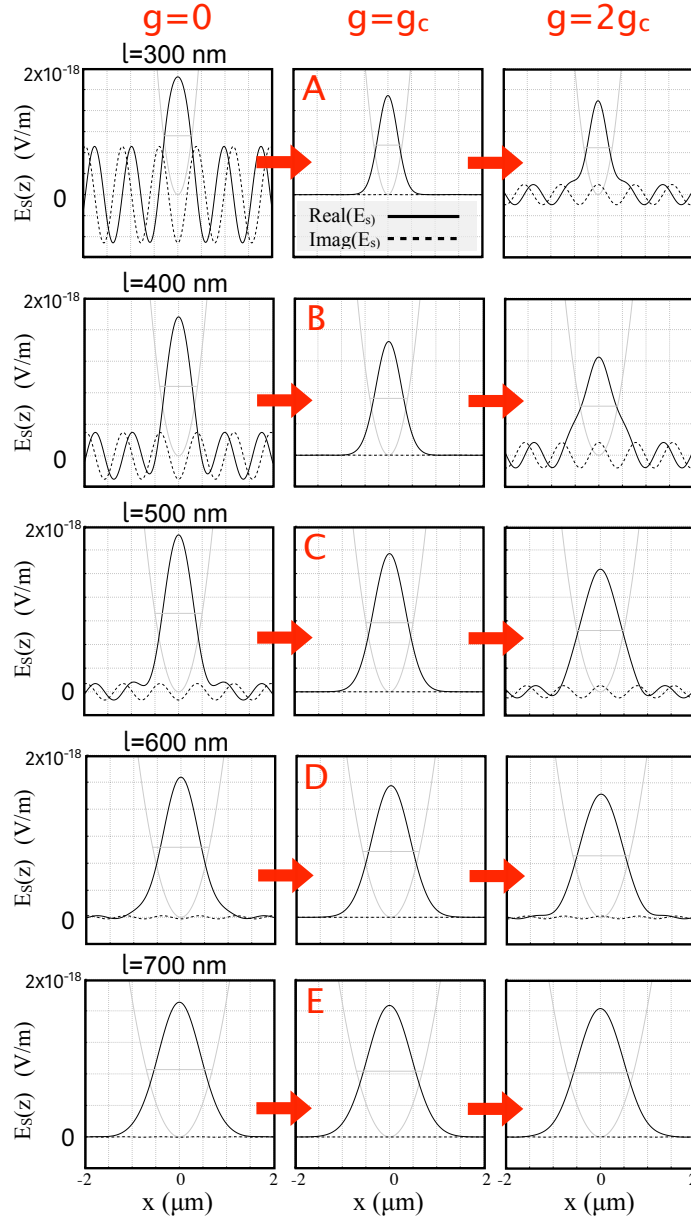 g=0 g=gc g=2gc
l=300 nm
2x10-18
A
Es(z) (V/m)
0
Real(Es)
Imag(Es)
l=400 nm
2x10-18
B
Es(z) (V/m)
0
l=500 nm
2x10-18
C
Es(z) (V/m)
0
l=600 nm
2x10-18
D
Es(z) (V/m)
0
l=700 nm
2x10-18
E
Es(z) (V/m)
0
-2 0 2 -2 0 2 -2 0 2
x (μm) x (μm) x (μm)